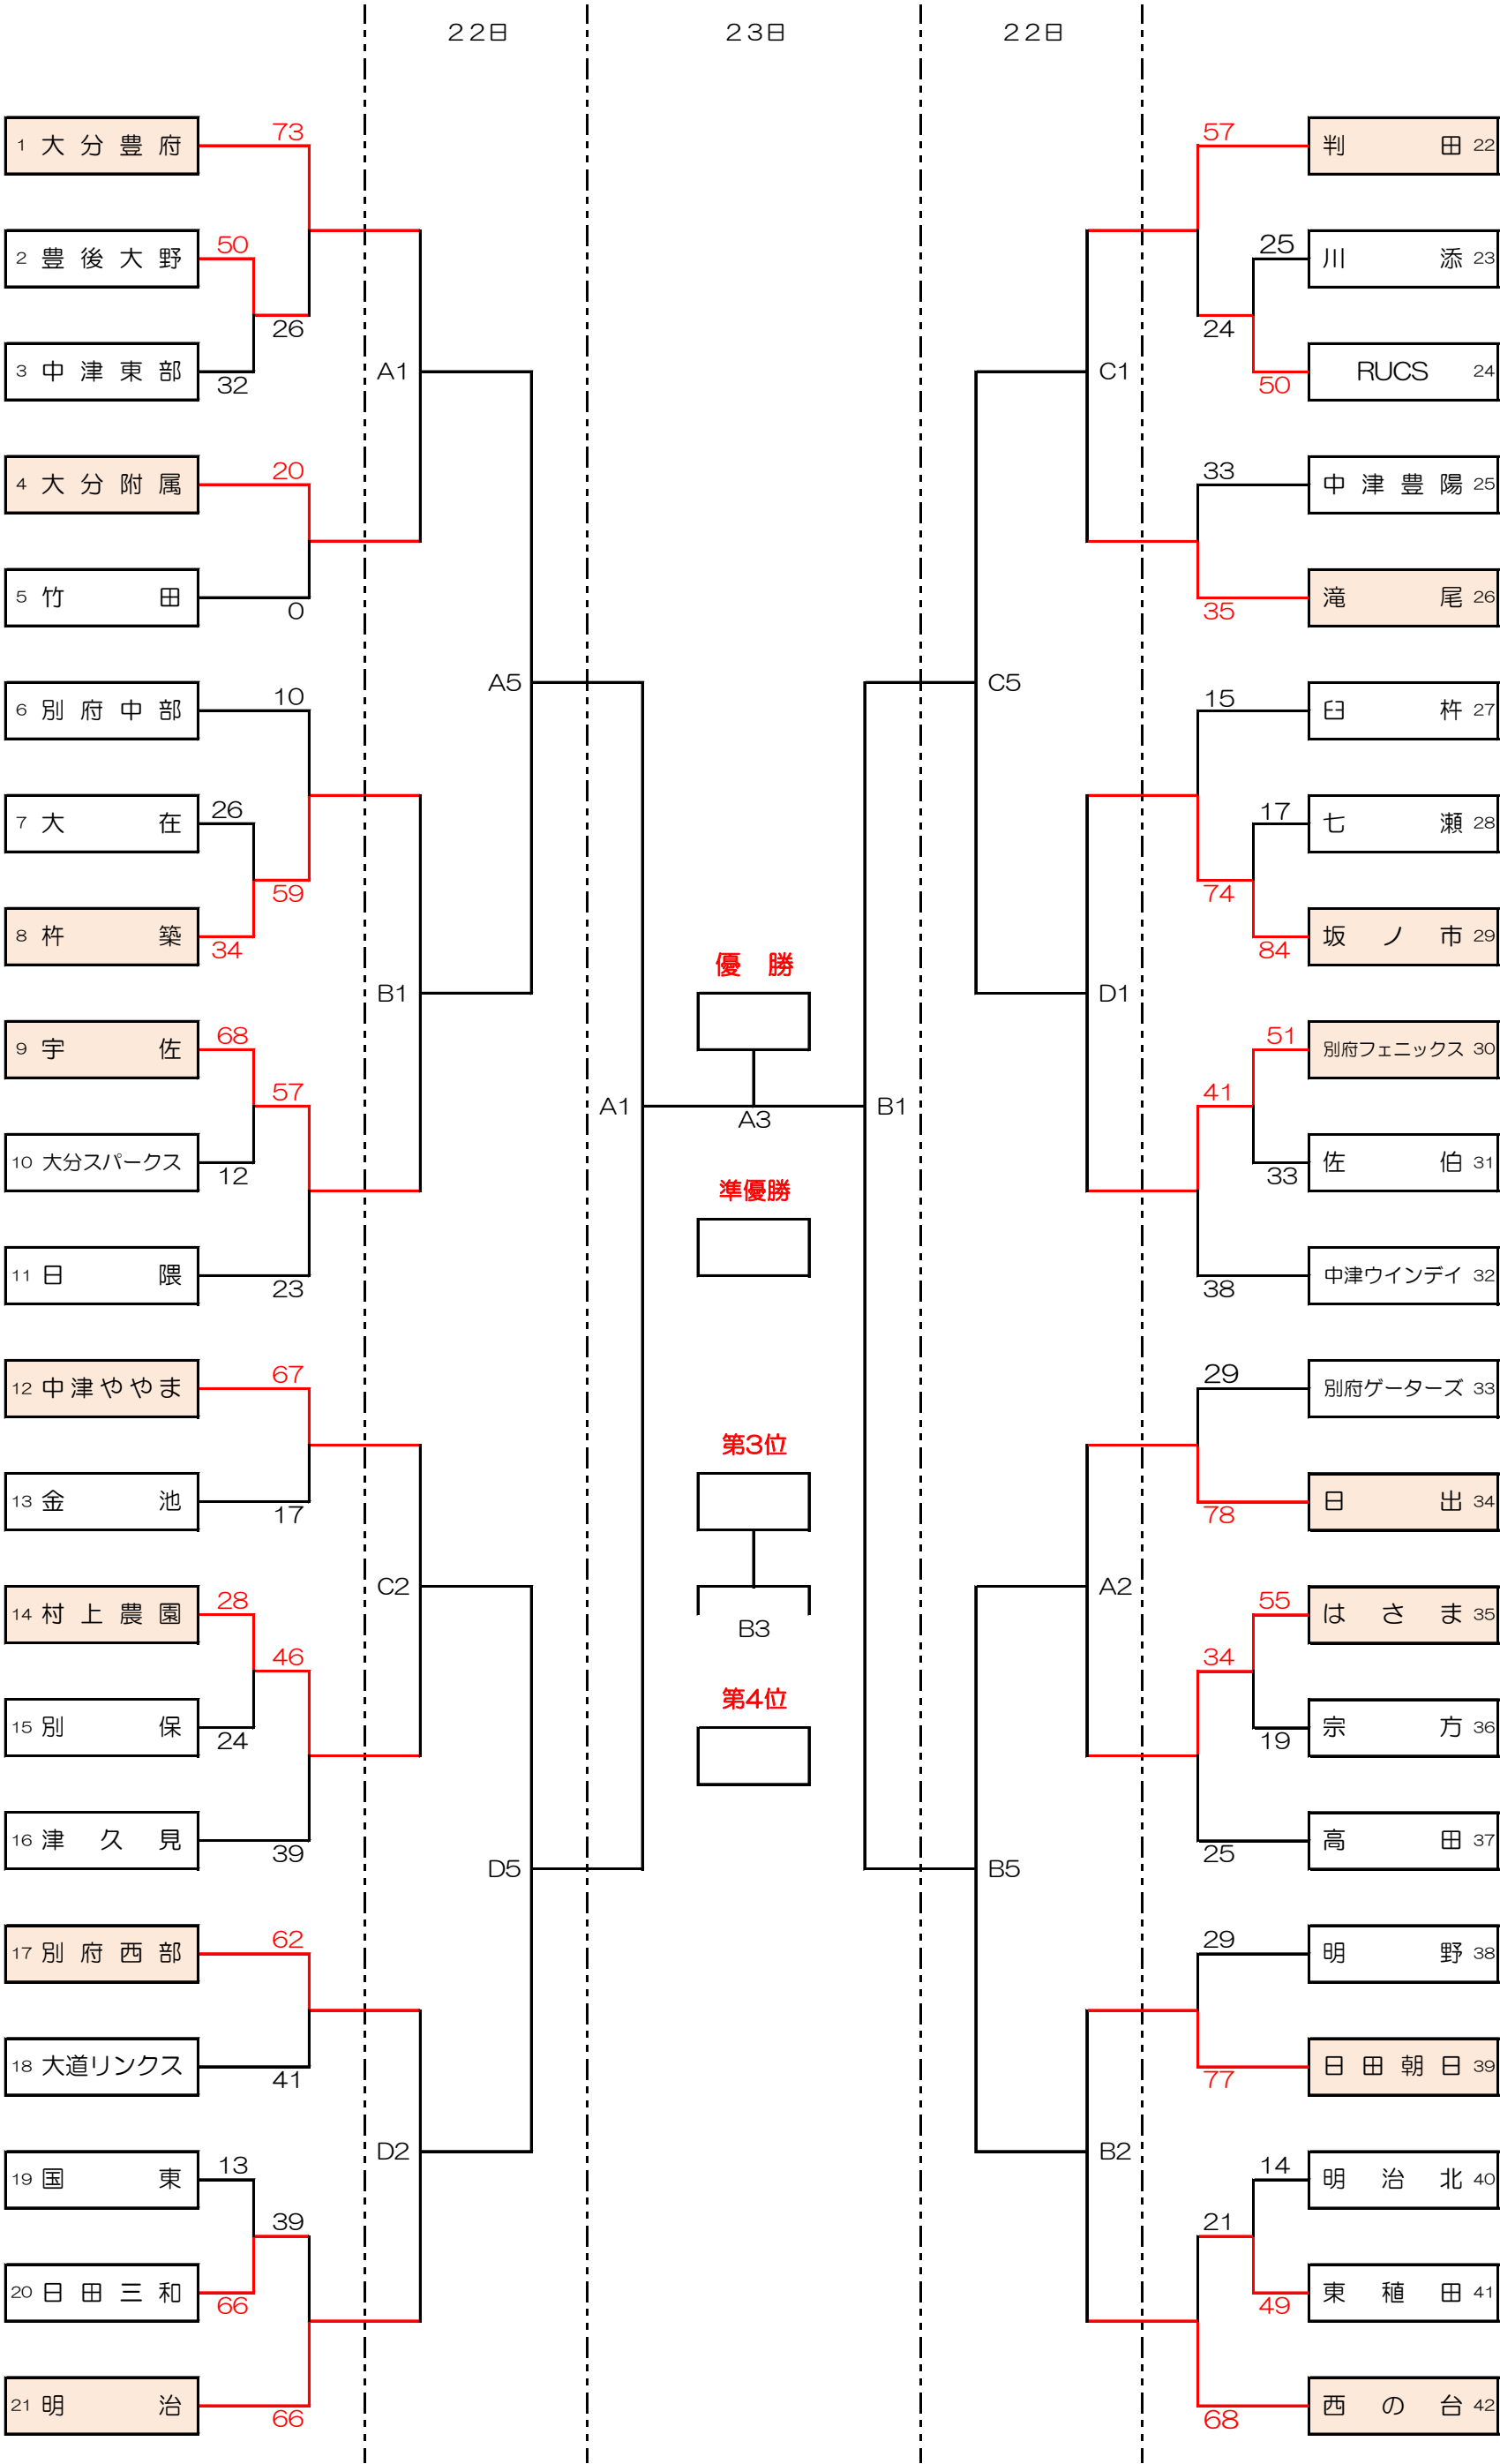 22日 23日 22日
73
1 大分豊府
50
2 豊後大野
26
3 中津東部
32
A1
20
4 大分附属
5 竹田
0
A5
10
6 別府中部
26
7 大在
59
8 杵築
34
B1
68
9 宇佐
57
10 大分スパークス
12
11 日隈
23
A1
67
12 中津ややま
13 金池
17
C2
28
14 村上農園
46
15 別保
24
16 津久見
39
D5
62
17 別府西部
18 大道リンクス
41
D2
13
19 国東
39
20 日田三和
66
21 明治
66
優勝
A3
準優勝
第3位
B3
第4位
57
判田 22
25
川添 23
24
RUCS 24
50
C1
33
中津豊陽 25
滝尾 26
35
C5
15
臼杵 27
17
七瀬 28
74
坂ノ市 29
84
D1
51
別府フェニックス 30
41
佐伯 31
33
中津ウインデイ 32
38
B1
29
別府ゲーターズ 33
日出 34
78
A2
55
はさま 35
34
宗方 36
19
高田 37
25
B5
29
明野 38
日田朝日 39
77
B2
14
明治北 40
21
東稙田 41
49
西の台 42
68